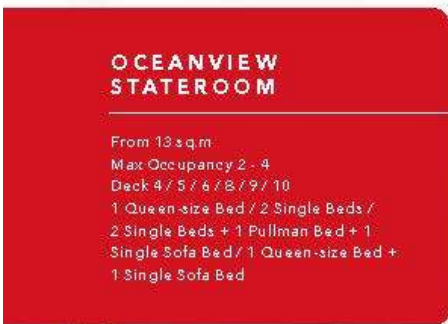 OCEANVIEW
STATEROOM
From 13 sq.m
Max Occupancy 2 - 4
Deck 4 / 5 / 6 / 8 / 9 / 10
1 Queen-size Bed / 2 Single Beds /
2 Single Beds + 1 Pullman Bed + 1
Single Sofa Bed / 1 Queen-size Bed +
1 Single Sofa Bed